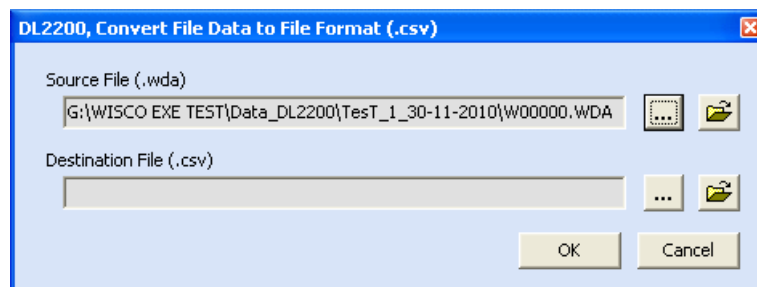 DL2200, Convert File Data to File Format (.csv)
Source File (.wda)
G:\WISCO EXE TEST\Data_DL2200\TesT_1_30-11-2010\W00000.WDA
...
Destination File (.csv)
...
OK Cancel